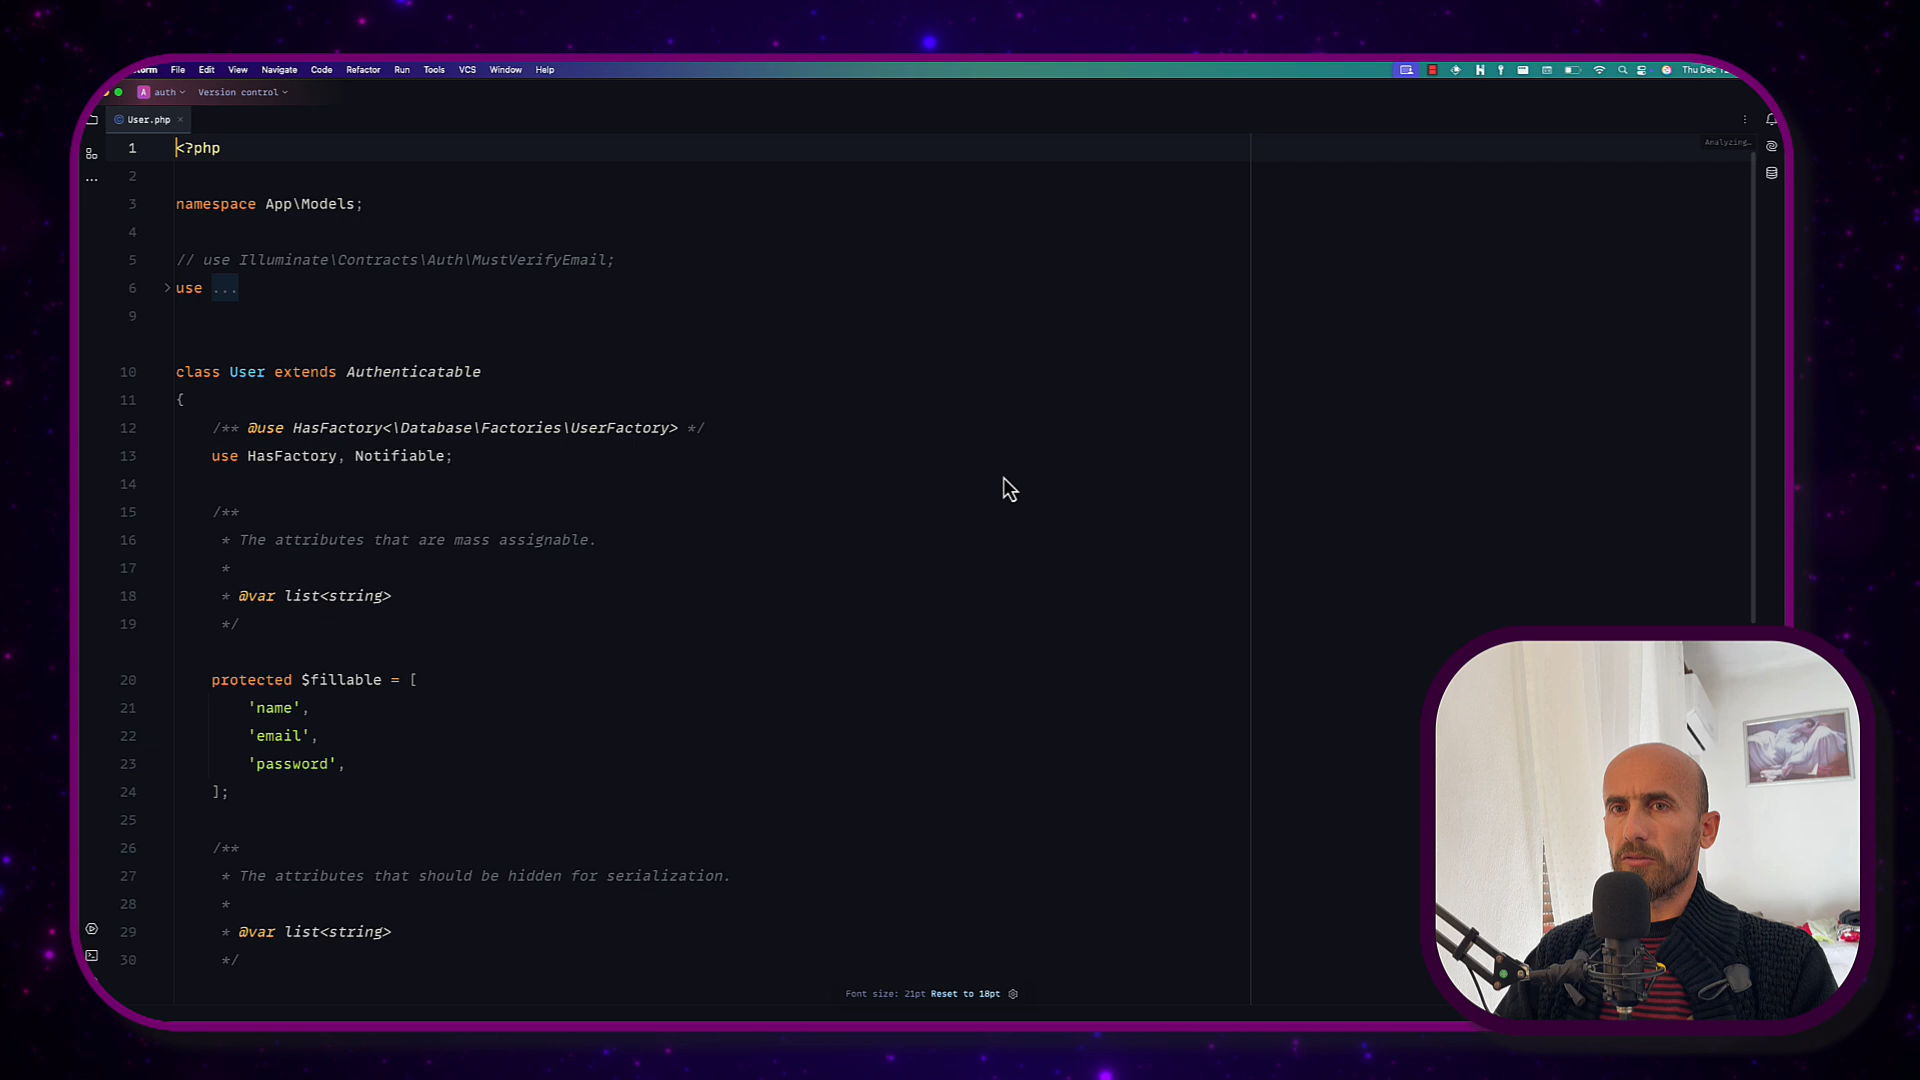 File Edit View Navigate Code Refactor Run Tools VCS Window Help
A auth Version control
User.php
Analyzing…
1 <?php
2
3 namespace App\Models;
4
5 // use Illuminate\Contracts\Auth\MustVerifyEmail;
6 use ...
9
10 class User extends Authenticatable
11 {
12 /** @use HasFactory<\Database\Factories\UserFactory> */
13 use HasFactory, Notifiable;
14
15 /**
16 * The attributes that are mass assignable.
17 *
18 * @var list<string>
19 */
20 protected $fillable = [
21 'name',
22 'email',
23 'password',
24 ];
25
26 /**
27 * The attributes that should be hidden for serialization.
28 *
29 * @var list<string>
30 */
Font size: 21pt Reset to 18pt